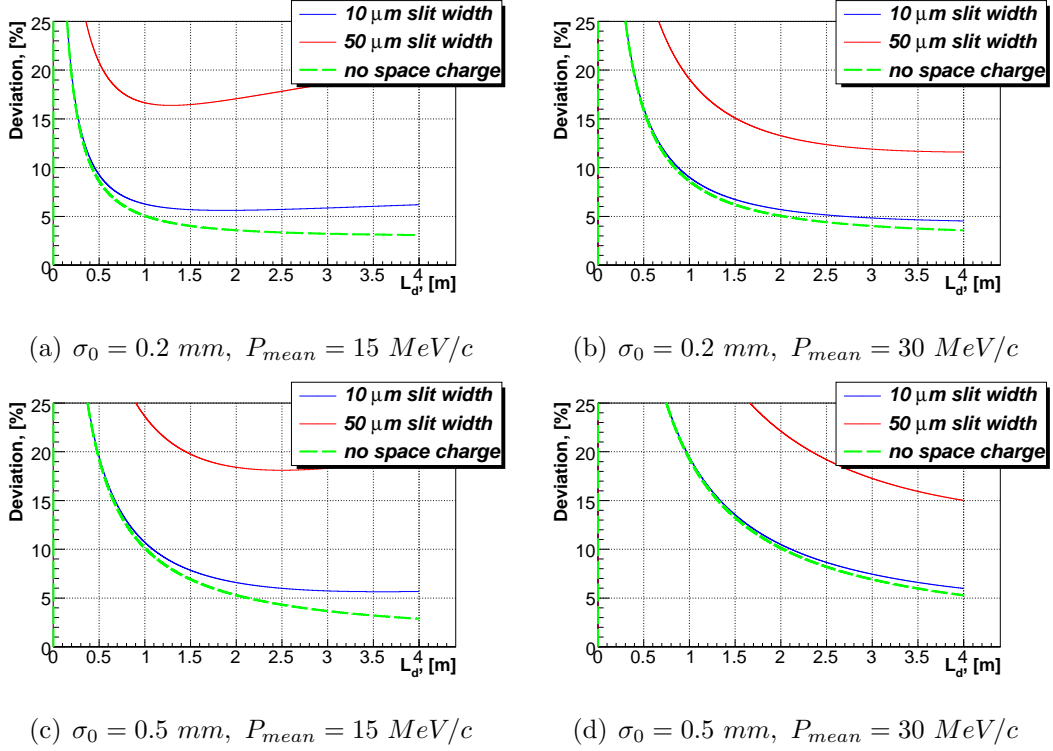 Deviation, [%]
25
20
15
10
5
0
0 0.5 1 1.5 2 2.5 3 3.5 4
L_d, [m]
10 μm slit width
50 μm slit width
no space charge
(a) σ_0 = 0.2 mm, P_mean = 15 MeV/c
Deviation, [%]
25
20
15
10
5
0
0 0.5 1 1.5 2 2.5 3 3.5 4
L_d, [m]
10 μm slit width
50 μm slit width
no space charge
(b) σ_0 = 0.2 mm, P_mean = 30 MeV/c
Deviation, [%]
25
20
15
10
5
0
0 0.5 1 1.5 2 2.5 3 3.5 4
L_d, [m]
10 μm slit width
50 μm slit width
no space charge
(c) σ_0 = 0.5 mm, P_mean = 15 MeV/c
Deviation, [%]
25
20
15
10
5
0
0 0.5 1 1.5 2 2.5 3 3.5 4
L_d, [m]
10 μm slit width
50 μm slit width
no space charge
(d) σ_0 = 0.5 mm, P_mean = 30 MeV/c